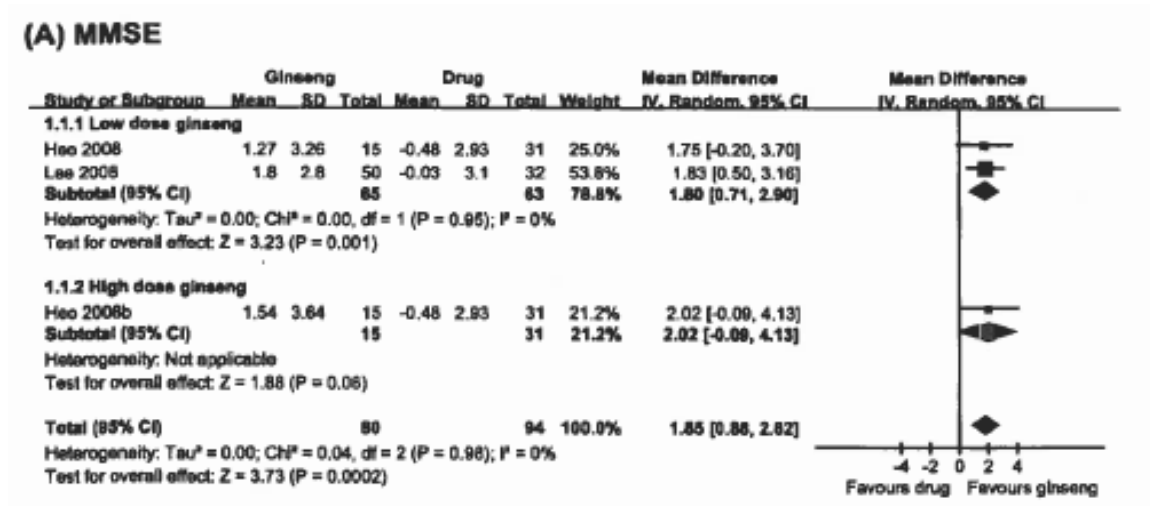 (A) MMSE
Ginseng Drug Mean Difference Mean Difference
Study or Subgroup Mean SD Total Mean SD Total Weight IV. Random. 95% CI IV. Random. 95% CI
1.1.1 Low dose ginseng
Heo 2008 1.27 3.26 15 -0.48 2.93 31 25.0% 1.75 [-0.20, 3.70]
Lee 2008 1.8 2.8 50 -0.03 3.1 32 53.8% 1.83 [0.50, 3.16]
Subtotal (95% CI) 65 63 78.8% 1.80 [0.71, 2.90]
Heterogeneity: Tau² = 0.00; Chi² = 0.00, df = 1 (P = 0.95); I² = 0%
Test for overall effect: Z = 3.23 (P = 0.001)
1.1.2 High dose ginseng
Heo 2008b 1.54 3.64 15 -0.48 2.93 31 21.2% 2.02 [-0.09, 4.13]
Subtotal (95% CI) 15 31 21.2% 2.02 [-0.09, 4.13]
Heterogeneity: Not applicable
Test for overall effect: Z = 1.88 (P = 0.06)
Total (95% CI) 80 94 100.0% 1.85 [0.88, 2.82]
Heterogeneity: Tau² = 0.00; Chi² = 0.04, df = 2 (P = 0.98); I² = 0%
Test for overall effect: Z = 3.73 (P = 0.0002)
-4 -2 0 2 4
Favours drug Favours ginseng